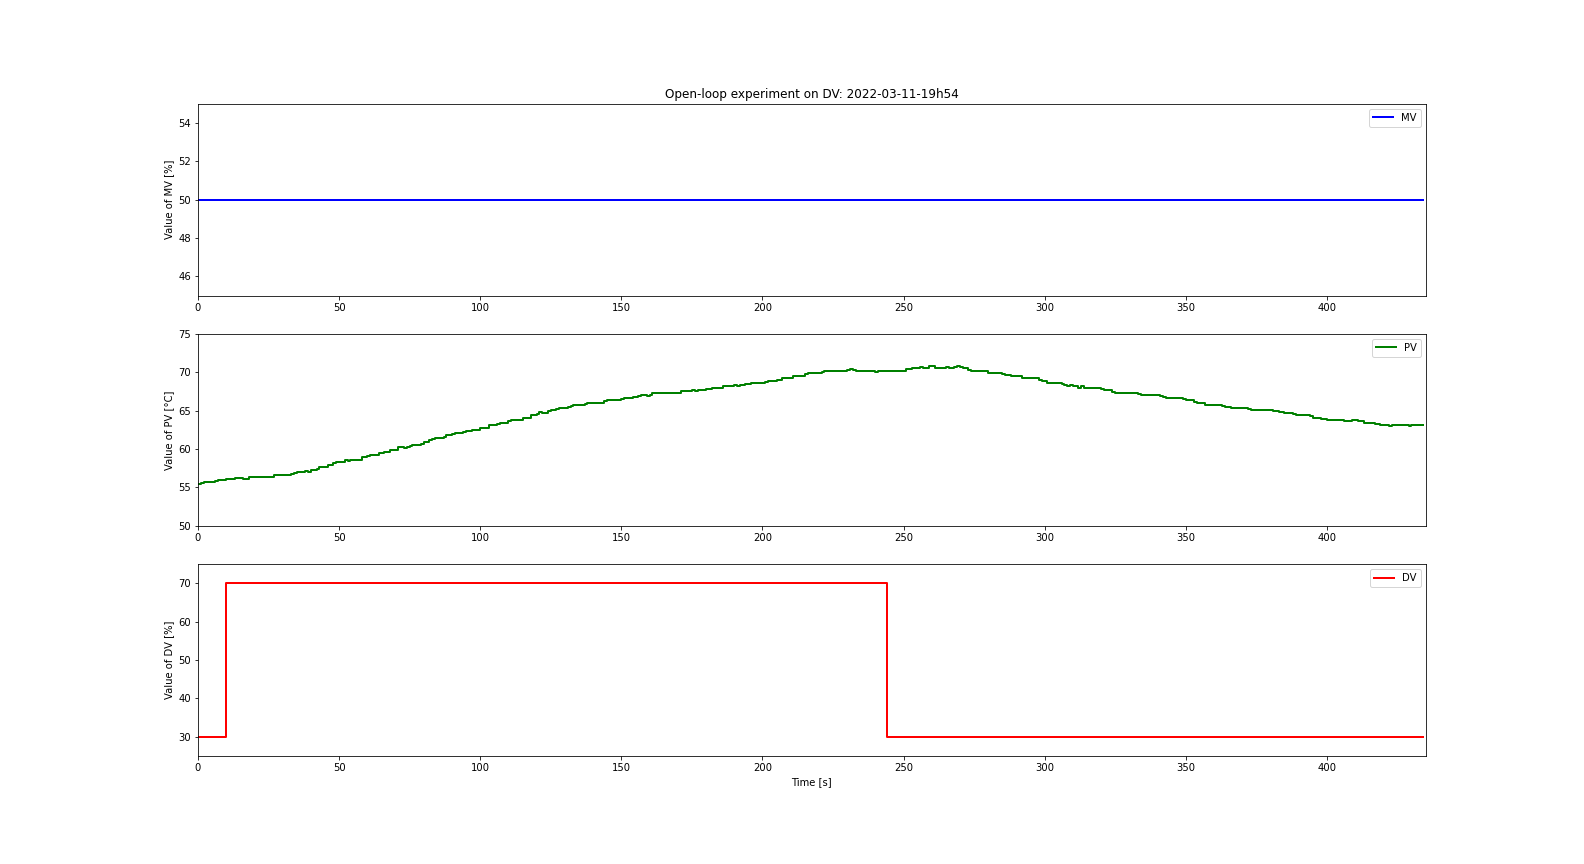 Open-loop experiment on DV: 2022-03-11-19h54
MV
Value of MV [%]
54
52
50
48
46
0 50 100 150 200 250 300 350 400
PV
Value of PV [°C]
75
70
65
60
55
50
0 50 100 150 200 250 300 350 400
DV
Value of DV [%]
70
60
50
40
30
0 50 100 150 200 250 300 350 400
Time [s]